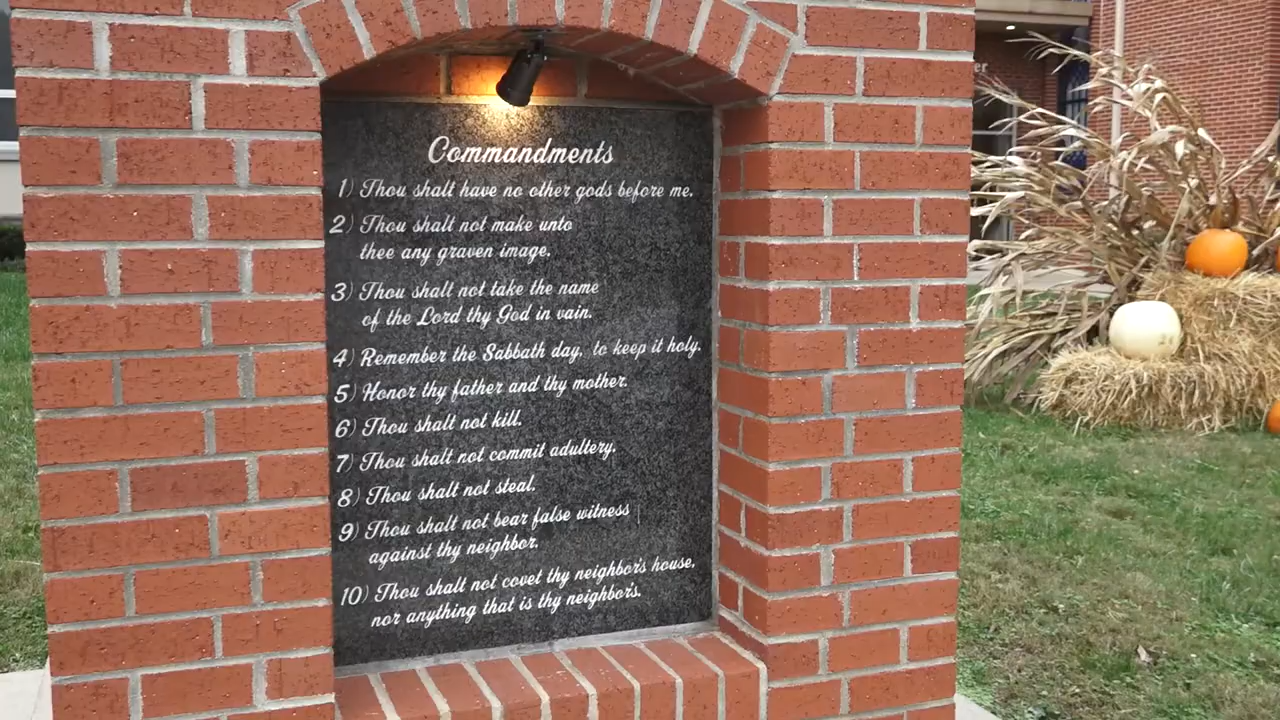 Commandments
1) Thou shalt have no other gods before me.
2) Thou shalt not make unto
thee any graven image.
3) Thou shalt not take the name
of the Lord thy God in vain.
4) Remember the Sabbath day, to keep it holy.
5) Honor thy father and thy mother.
6) Thou shalt not kill.
7) Thou shalt not commit adultery.
8) Thou shalt not steal.
9) Thou shalt not bear false witness
against thy neighbor.
10) Thou shalt not covet thy neighbor's house,
nor anything that is thy neighbor's.